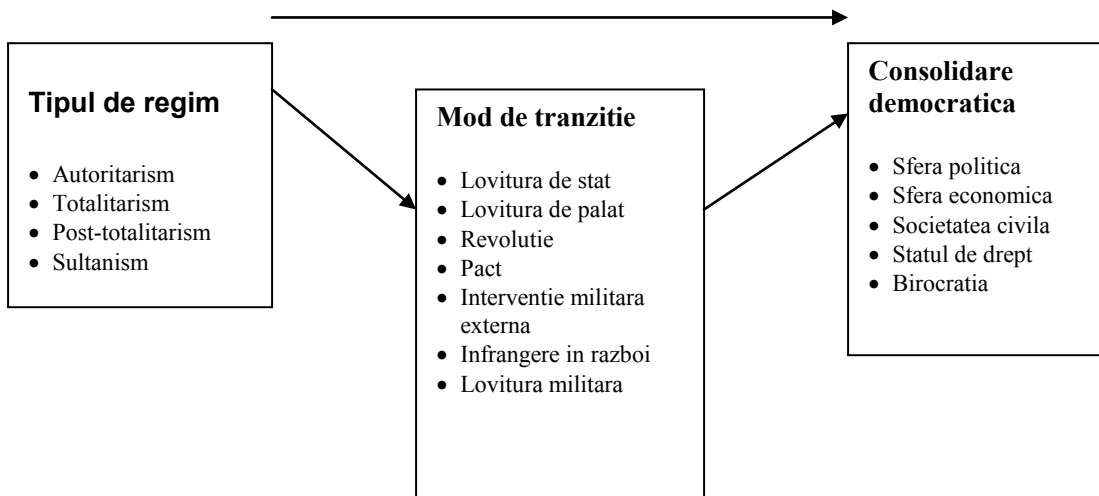 Tipul de regim
• Autoritarism
• Totalitarism
• Post-totalitarism
• Sultanism
Mod de tranzitie
• Lovitura de stat
• Lovitura de palat
• Revolutie
• Pact
• Interventie militara
externa
• Infrangere in razboi
• Lovitura militara
Consolidare
democratica
• Sfera politica
• Sfera economica
• Societatea civila
• Statul de drept
• Birocratia